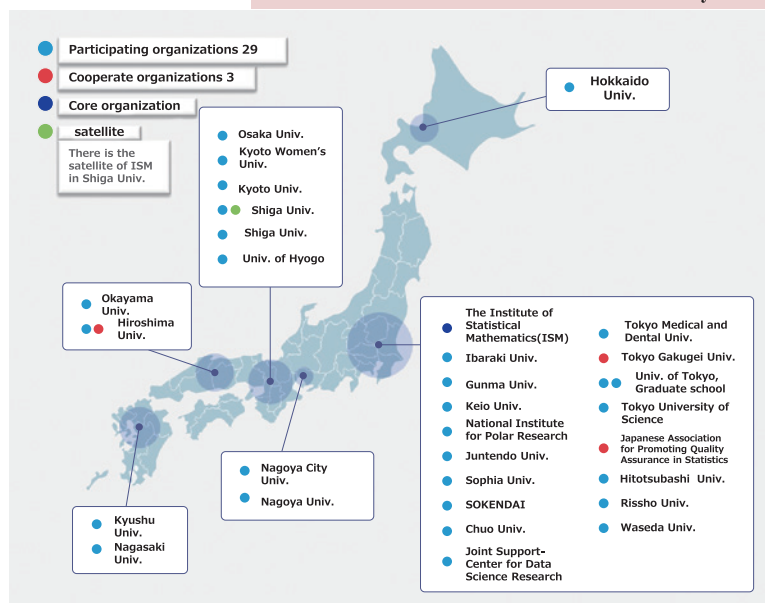 Participating organizations 29
Cooperate organizations 3
Core organization
satellite
There is the
satellite of ISM
in Shiga Univ.
Hokkaido
Univ.
Osaka Univ.
Kyoto Women's
Univ.
Kyoto Univ.
Shiga Univ.
Shiga Univ.
Univ. of Hyogo
Okayama
Univ.
Hiroshima
Univ.
Nagoya City
Univ.
Nagoya Univ.
Kyushu
Univ.
Nagasaki
Univ.
The Institute of
Statistical
Mathematics(ISM)
Ibaraki Univ.
Gunma Univ.
Keio Univ.
National Institute
for Polar Research
Juntendo Univ.
Sophia Univ.
SOKENDAI
Chuo Univ.
Joint Support-
Center for Data
Science Research
Tokyo Medical and
Dental Univ.
Tokyo Gakugei Univ.
Univ. of Tokyo,
Graduate school
Tokyo University of
Science
Japanese Association
for Promoting Quality
Assurance in Statistics
Hitotsubashi Univ.
Rissho Univ.
Waseda Univ.